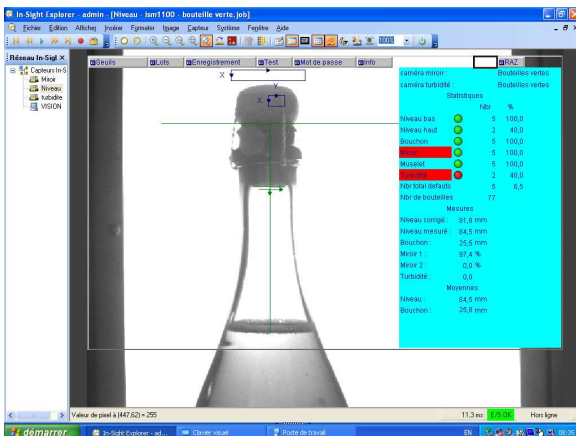 In-Sight Explorer - admin - [Niveau - ism1100 - bouteille verte.job]
Fichier Edition Afficher Insérer Formater Image Capteur Système Fenêtre Aide
100%
Réseau In-Sigl
Capteurs In-S
Miroir
Niveau
turbidite
VISION
Seuils Lots Enregistrement Test Mot de passe Info RAZ
X
Y
X
caméra miroir : Bouteilles vertes
caméra turbidité : Bouteilles vertes
Statistiques
Nbr %
Niveau bas 5 100,0
Niveau haut 2 40,0
Bouchon 5 100,0
Miroir 5 100,0
Muselet 5 100,0
Turbidité 2 40,0
Nbr total defauts 5 6,5
Nbr de bouteilles 77
Mesures
Niveau corrigé : 81,8 mm
Niveau mesuré : 84,5 mm
Bouchon : 25,5 mm
Miroir 1 : 97,4 %
Miroir 2 : 0,0 %
Turbidité : 0,0
Moyennes
Niveau : 84,5 mm
Bouchon : 25,8 mm
Valeur de pixel à (447,62) = 255
11,3 ms E/S OK Hors ligne
démarrer In-Sight Explorer - ad... Clavier visuel Poste de travail EN 08:35